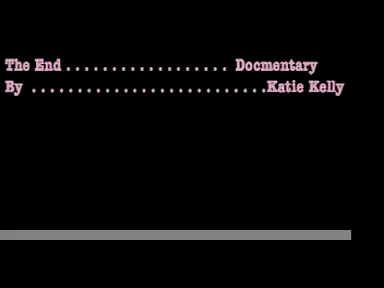 The End . . . . . . . . . . . . . . . . . . Docmentary
By . . . . . . . . . . . . . . . . . . . . . . . . . .Katie Kelly